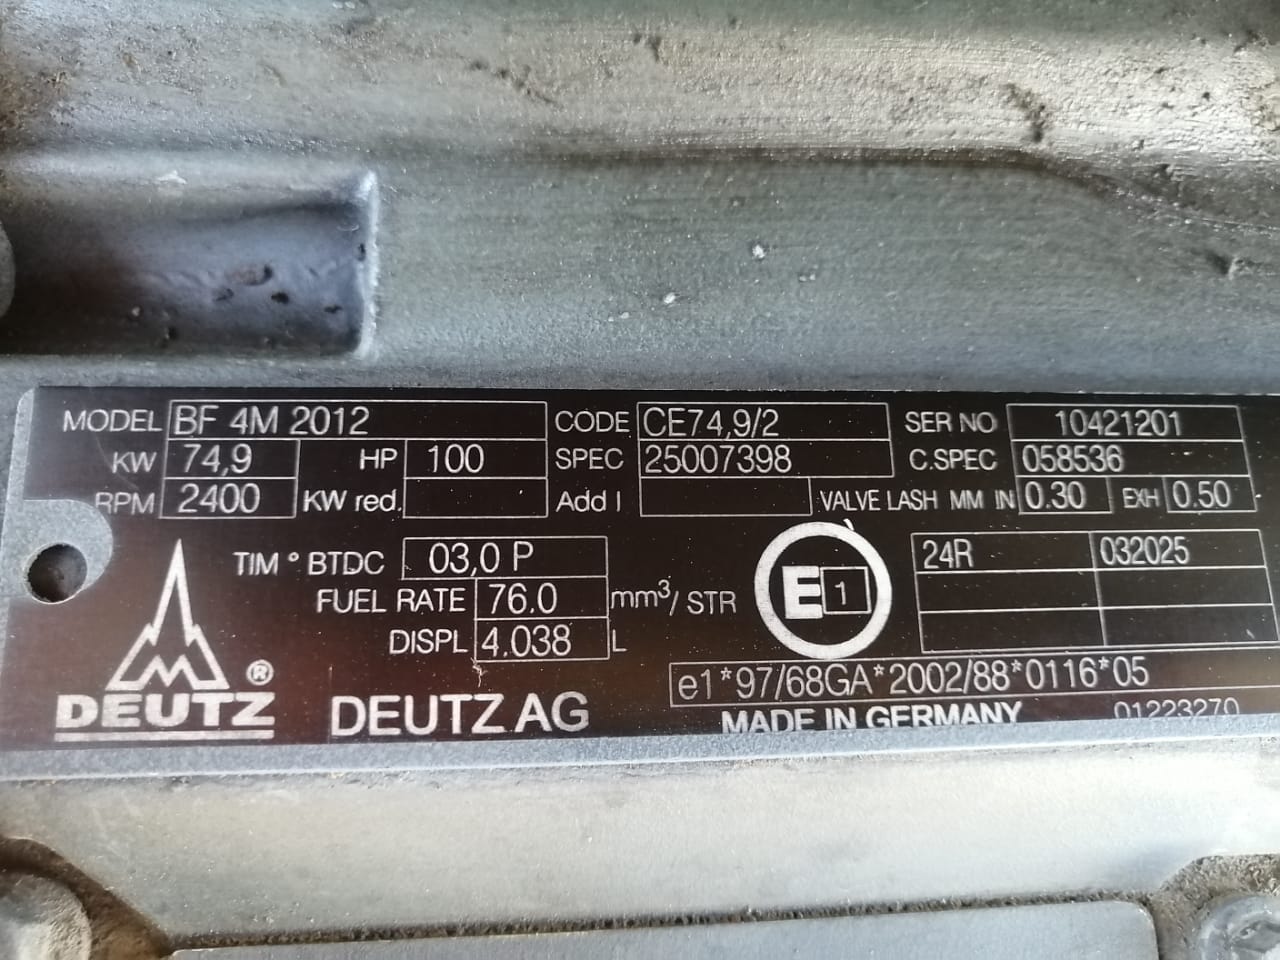 MODEL BF 4M 2012 CODE CE74,9/2 SER NO 10421201
KW 74,9 HP 100 SPEC 25007398 C.SPEC 058536
RPM 2400 KW red. Add I VALVE LASH MM IN 0.30 EXH 0.50
TIM ° BTDC 03,0 P E 1 24R 032025
FUEL RATE 76.0 mm³/ STR
DISPL 4.038 L
e1*97/68GA*2002/88*0116*05
DEUTZ ® DEUTZ AG MADE IN GERMANY 01223270